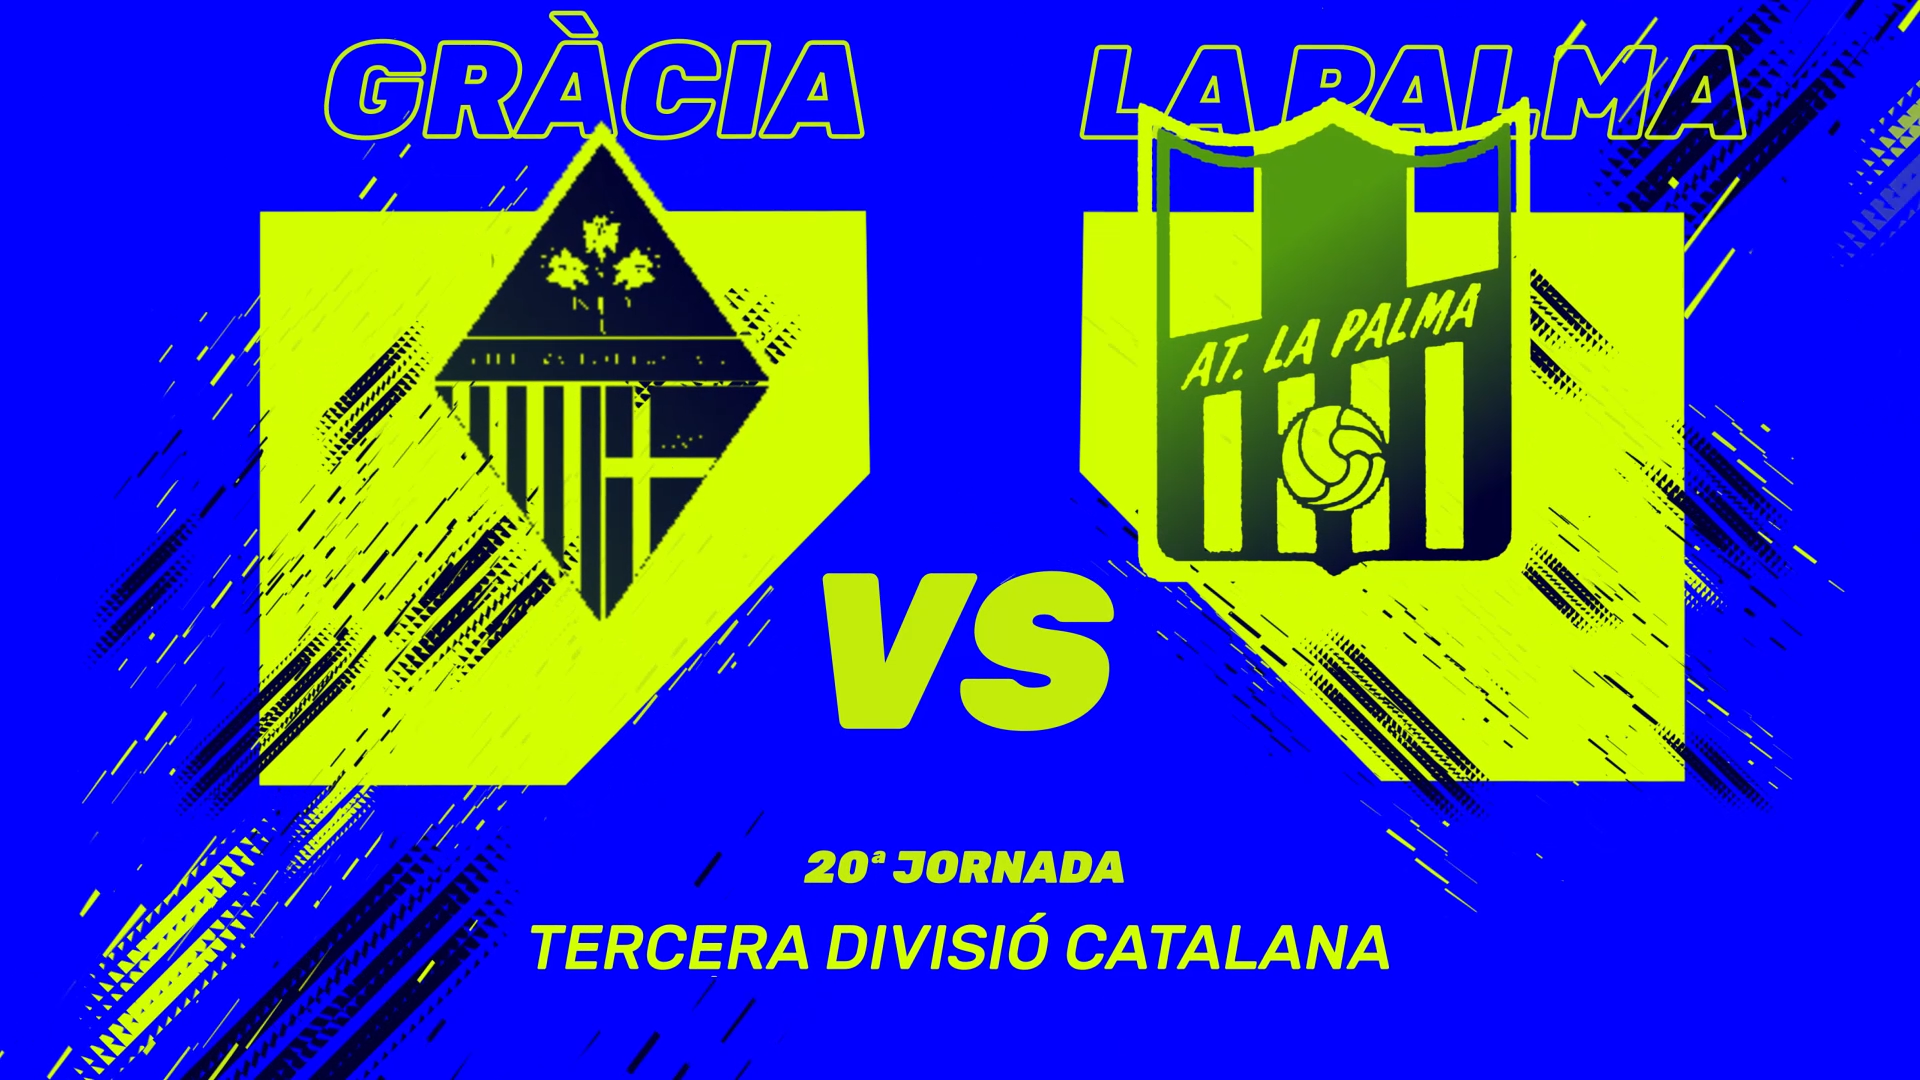 GRÀCIA
LA PALMA
AT. LA PALMA
VS
20ª JORNADA
TERCERA DIVISIÓ CATALANA